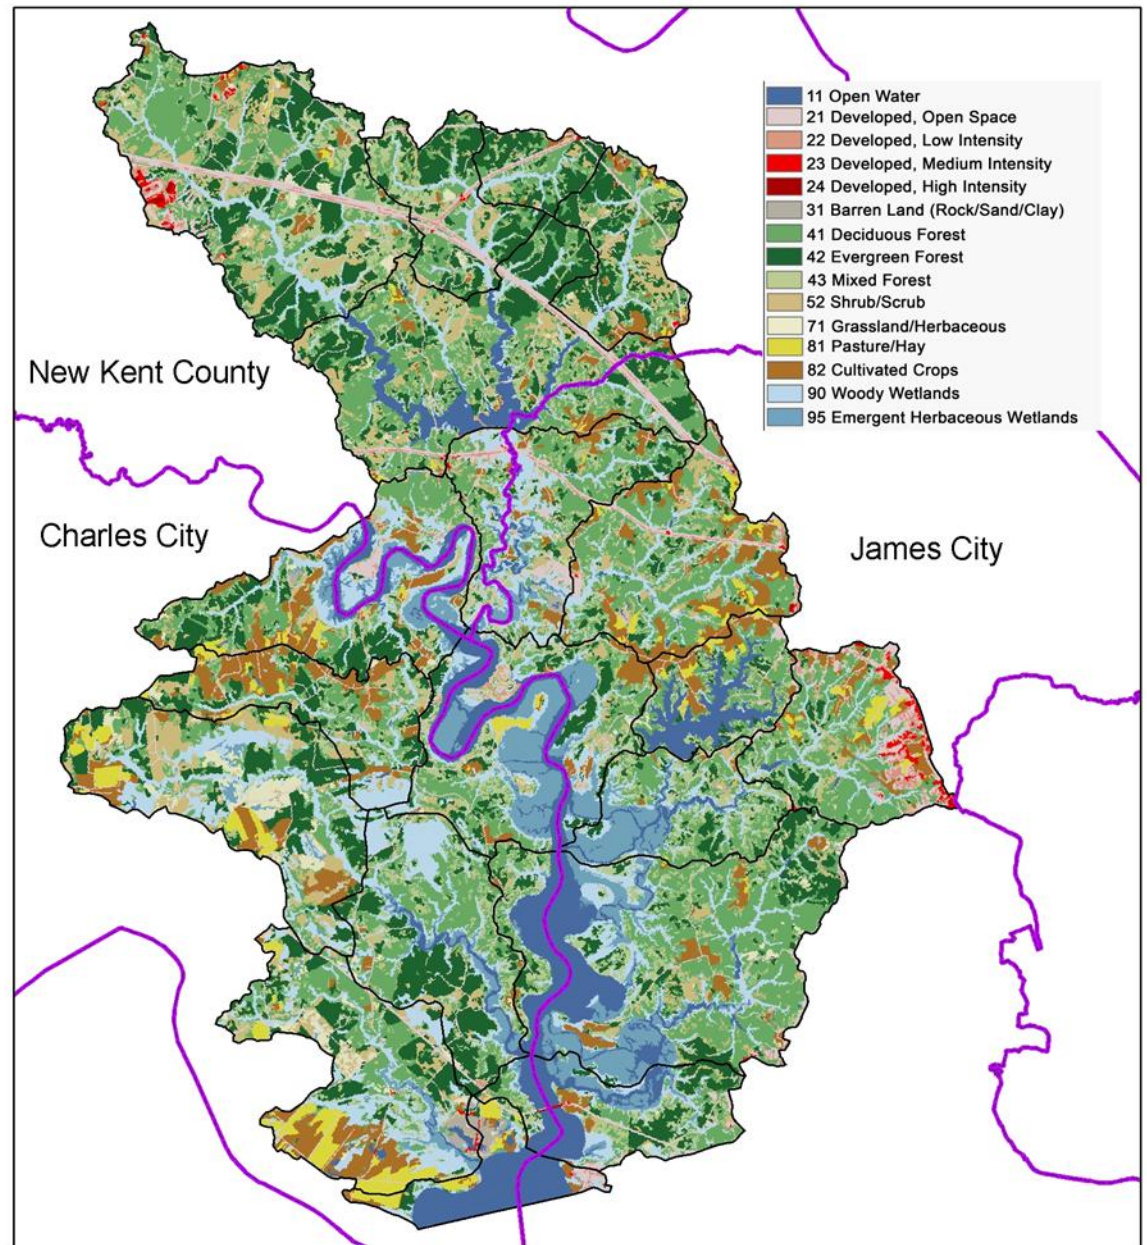 11 Open Water
21 Developed, Open Space
22 Developed, Low Intensity
23 Developed, Medium Intensity
24 Developed, High Intensity
31 Barren Land (Rock/Sand/Clay)
41 Deciduous Forest
42 Evergreen Forest
43 Mixed Forest
52 Shrub/Scrub
71 Grassland/Herbaceous
81 Pasture/Hay
82 Cultivated Crops
90 Woody Wetlands
95 Emergent Herbaceous Wetlands
New Kent County
Charles City
James City